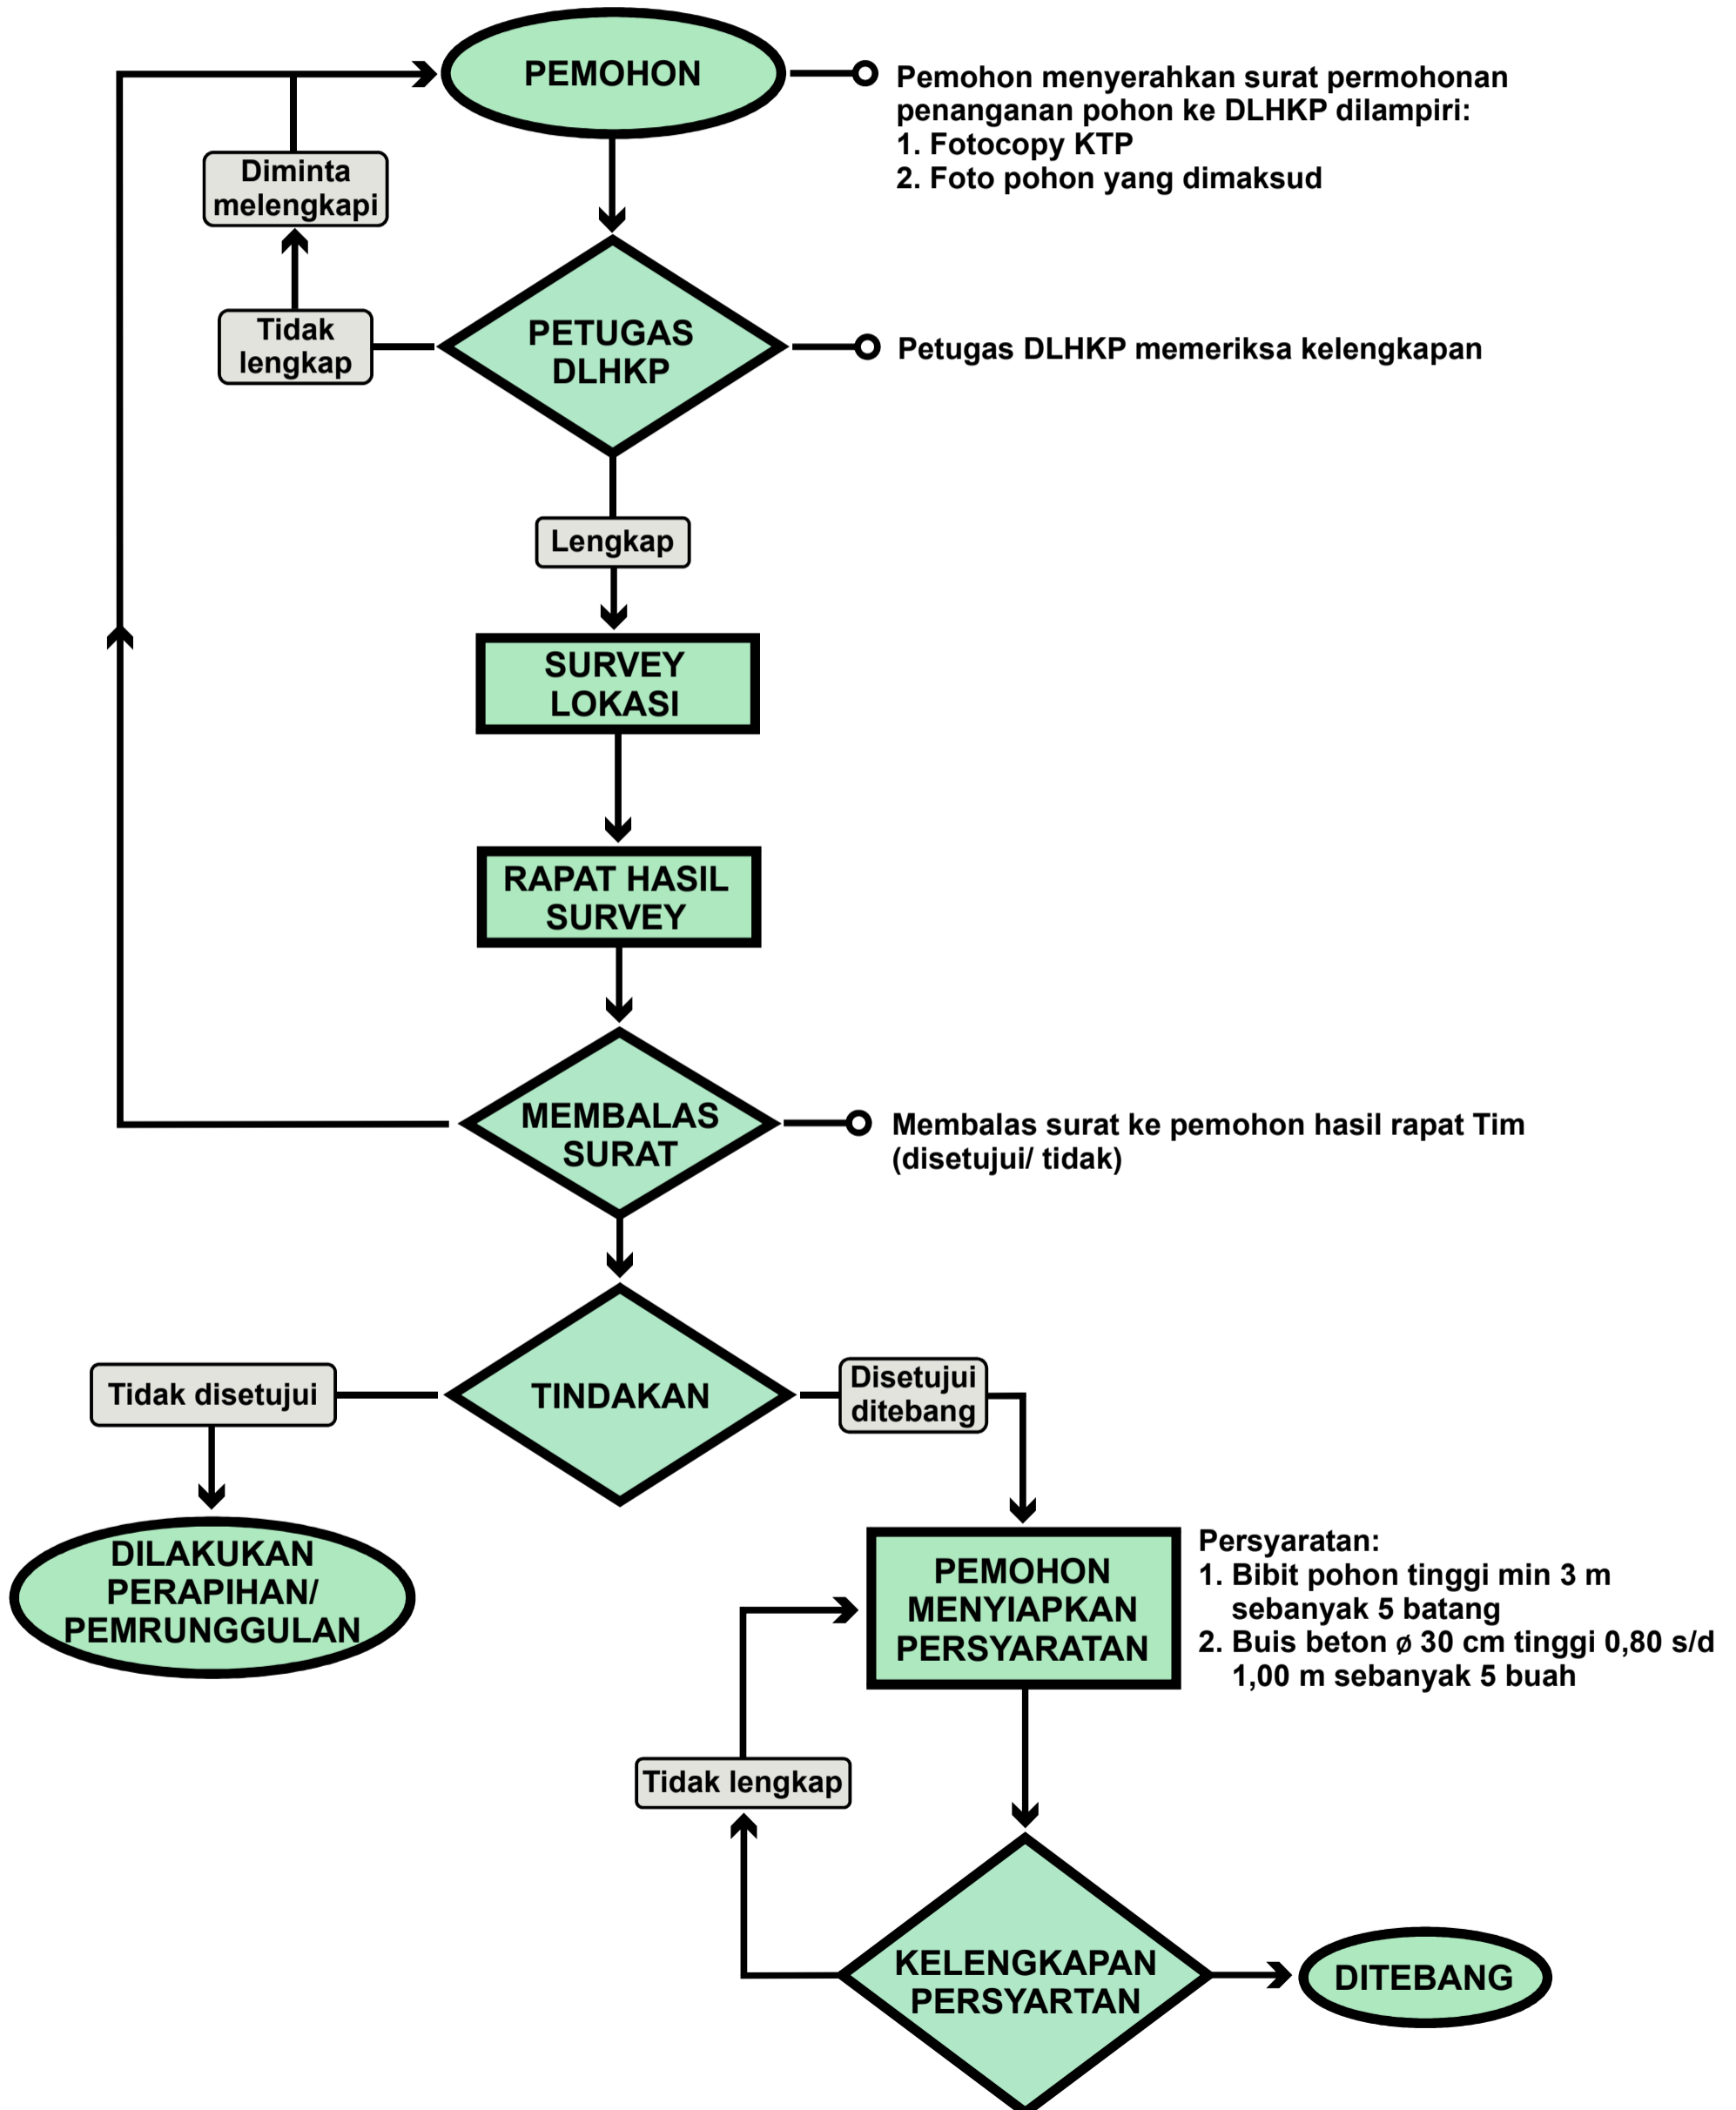 PEMOHON
Pemohon menyerahkan surat permohonan
penanganan pohon ke DLHKP dilampiri:
1. Fotocopy KTP
2. Foto pohon yang dimaksud
Diminta
melengkapi
Tidak
lengkap
PETUGAS
DLHKP
Petugas DLHKP memeriksa kelengkapan
Lengkap
SURVEY
LOKASI
RAPAT HASIL
SURVEY
MEMBALAS
SURAT
Membalas surat ke pemohon hasil rapat Tim
(disetujui/ tidak)
Tidak disetujui
TINDAKAN
Disetujui
ditebang
DILAKUKAN
PERAPIHAN/
PEMRUNGGULAN
PEMOHON
MENYIAPKAN
PERSYARATAN
Persyaratan:
1. Bibit pohon tinggi min 3 m
sebanyak 5 batang
2. Buis beton ø 30 cm tinggi 0,80 s/d
1,00 m sebanyak 5 buah
Tidak lengkap
KELENGKAPAN
PERSYARTAN
DITEBANG